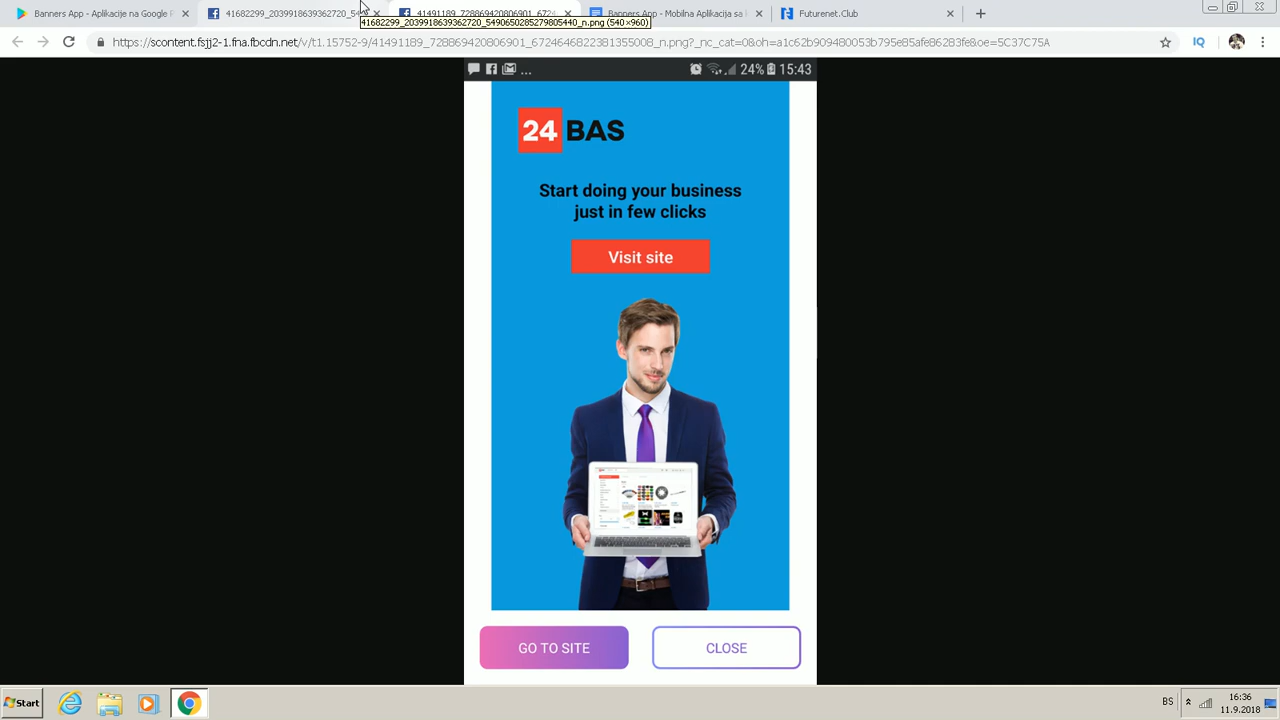 Banners App - Aplikacije na Google P
41682299_2039918639362720_549
41491189_728869420806901_6724
Banners App - Mobilna Aplikacija sa
Futurenet.Club
41682299_2039918639362720_5490650285279805440_n.png (540×960)
https://scontent.fsjj2-1.fna.fbcdn.net/v/t1.15752-9/41491189_728869420806901_6724646822381355008_n.png?_nc_cat=0&oh=a1c62b909480053b795e85afe86283fe&oe=5C37C75A
... 24% 15:43
24 BAS
Start doing your business
just in few clicks
Visit site
GO TO SITE CLOSE
Start
BS
16:36
11.9.2018